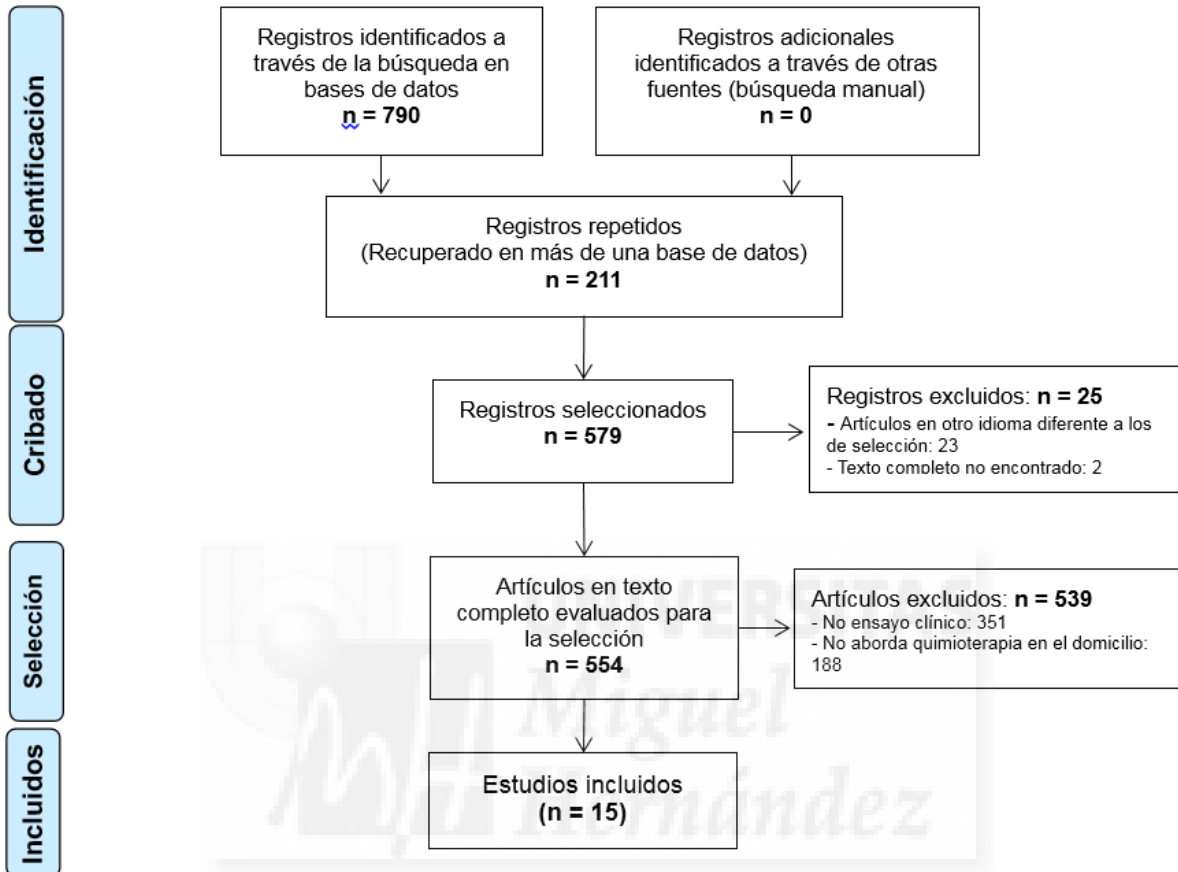 Identificación
Registros identificados a
través de la búsqueda en
bases de datos
n = 790
Registros adicionales
identificados a través de otras
fuentes (búsqueda manual)
n = 0
Registros repetidos
(Recuperado en más de una base de datos)
n = 211
Cribado
Registros seleccionados
n = 579
Registros excluidos: n = 25
- Artículos en otro idioma diferente a los
de selección: 23
- Texto completo no encontrado: 2
Selección
Artículos en texto
completo evaluados para
la selección
n = 554
Artículos excluidos: n = 539
- No ensayo clínico: 351
- No aborda quimioterapia en el domicilio:
188
Incluidos
Estudios incluidos
(n = 15)
UNIVERSITAS
Miguel
Hernández